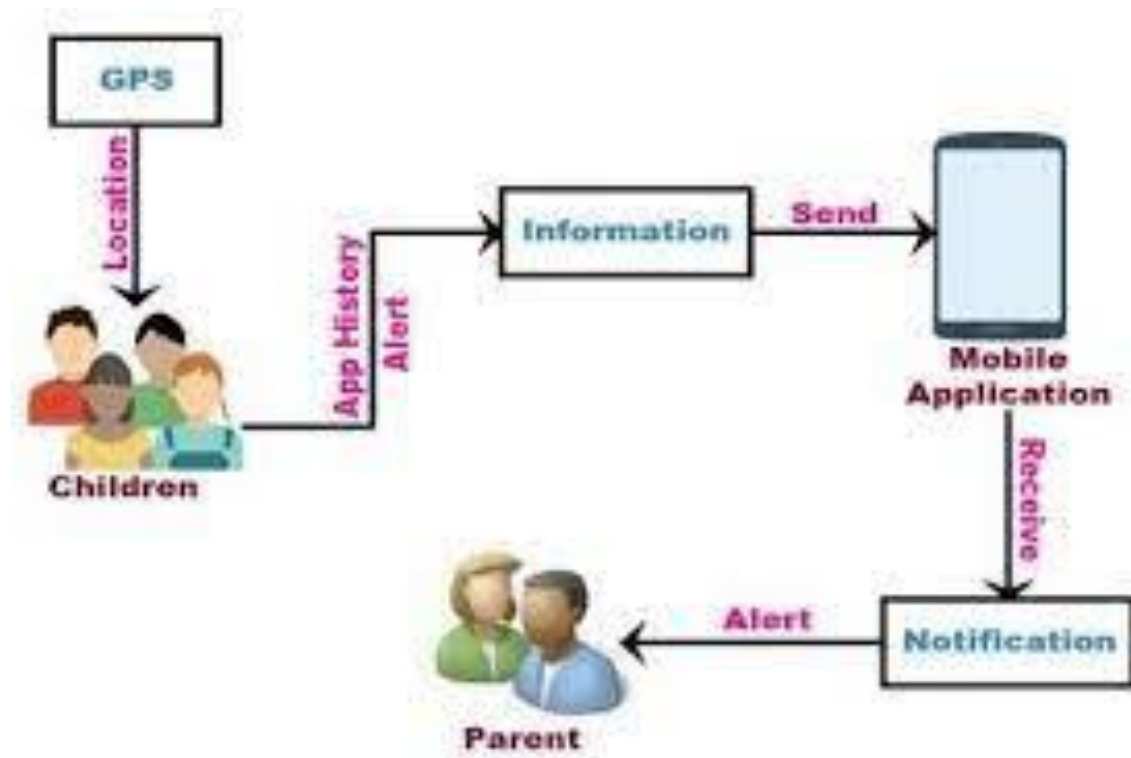 GPS
Location
App History
Alert
Information
Send
Mobile
Application
Children
Receive
Alert
Notification
Parent